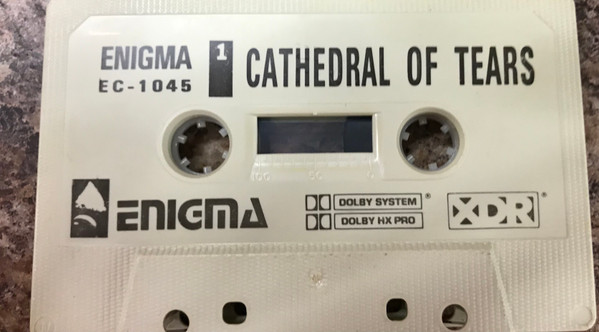 ENIGMA
EC-1045
1
CATHEDRAL OF TEARS
ENIGMA
DOLBY SYSTEM ®
DOLBY HX PRO
XDR ®